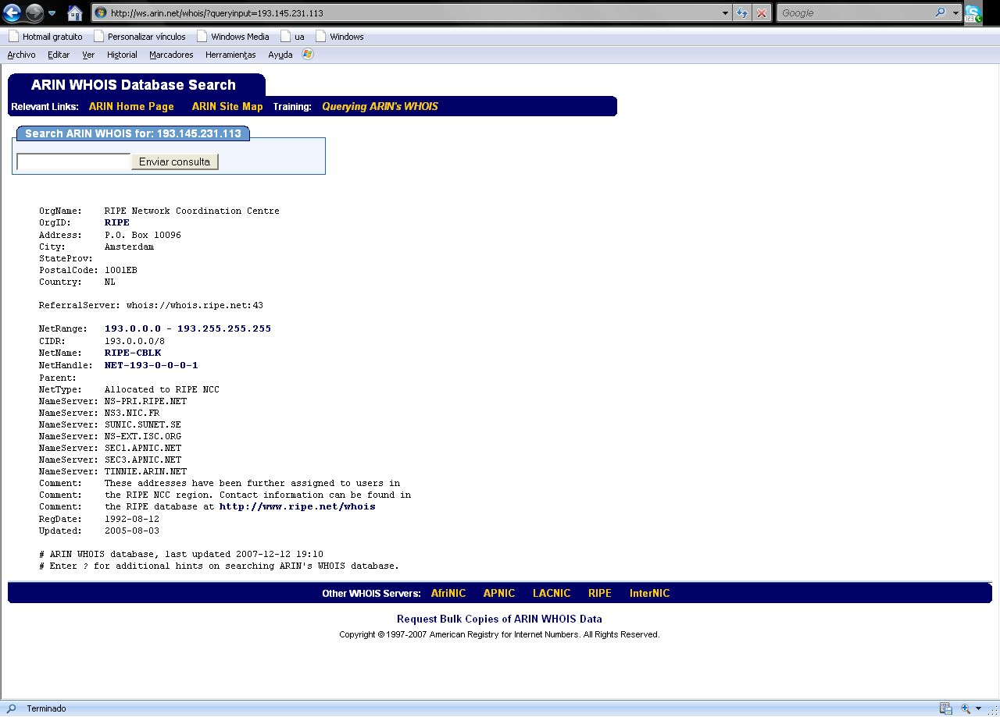 http://ws.arin.net/whois/?queryinput=193.145.231.113
Google
Hotmail gratuito Personalizar vínculos Windows Media ua Windows
Archivo Editar Ver Historial Marcadores Herramientas Ayuda
ARIN WHOIS Database Search
Relevant Links: ARIN Home Page ARIN Site Map Training: Querying ARIN's WHOIS
Search ARIN WHOIS for: 193.145.231.113
Enviar consulta
OrgName: RIPE Network Coordination Centre
OrgID: RIPE
Address: P.O. Box 10096
City: Amsterdam
StateProv:
PostalCode: 1001EB
Country: NL
ReferralServer: whois://whois.ripe.net:43
NetRange: 193.0.0.0 - 193.255.255.255
CIDR: 193.0.0.0/8
NetName: RIPE-CBLK
NetHandle: NET-193-0-0-0-1
Parent:
NetType: Allocated to RIPE NCC
NameServer: NS-PRI.RIPE.NET
NameServer: NS3.NIC.FR
NameServer: SUNIC.SUNET.SE
NameServer: NS-EXT.ISC.ORG
NameServer: SEC1.APNIC.NET
NameServer: SEC3.APNIC.NET
NameServer: TINNIE.ARIN.NET
Comment: These addresses have been further assigned to users in
Comment: the RIPE NCC region. Contact information can be found in
Comment: the RIPE database at http://www.ripe.net/whois
RegDate: 1992-08-12
Updated: 2005-08-03
# ARIN WHOIS database, last updated 2007-12-12 19:10
# Enter ? for additional hints on searching ARIN's WHOIS database.
Other WHOIS Servers: AfriNIC APNIC LACNIC RIPE InterNIC
Request Bulk Copies of ARIN WHOIS Data
Copyright © 1997-2007 American Registry for Internet Numbers. All Rights Reserved.
Terminado